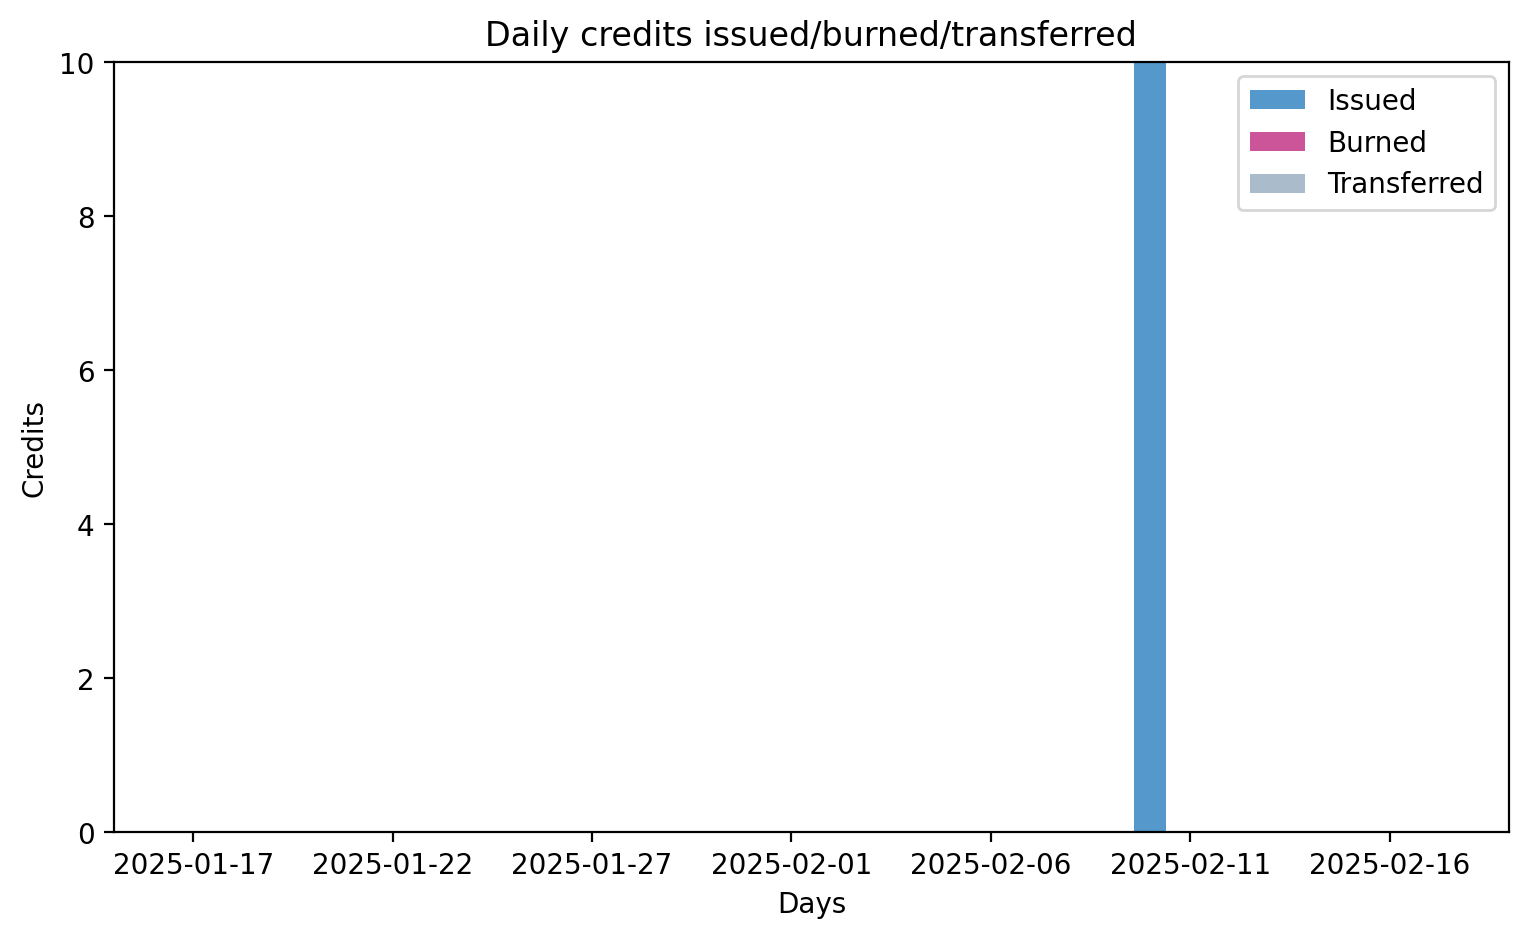 Daily credits issued/burned/transferred
10
8
6
4
2
0
Credits
Issued
Burned
Transferred
2025-01-17 2025-01-22 2025-01-27 2025-02-01 2025-02-06 2025-02-11 2025-02-16
Days